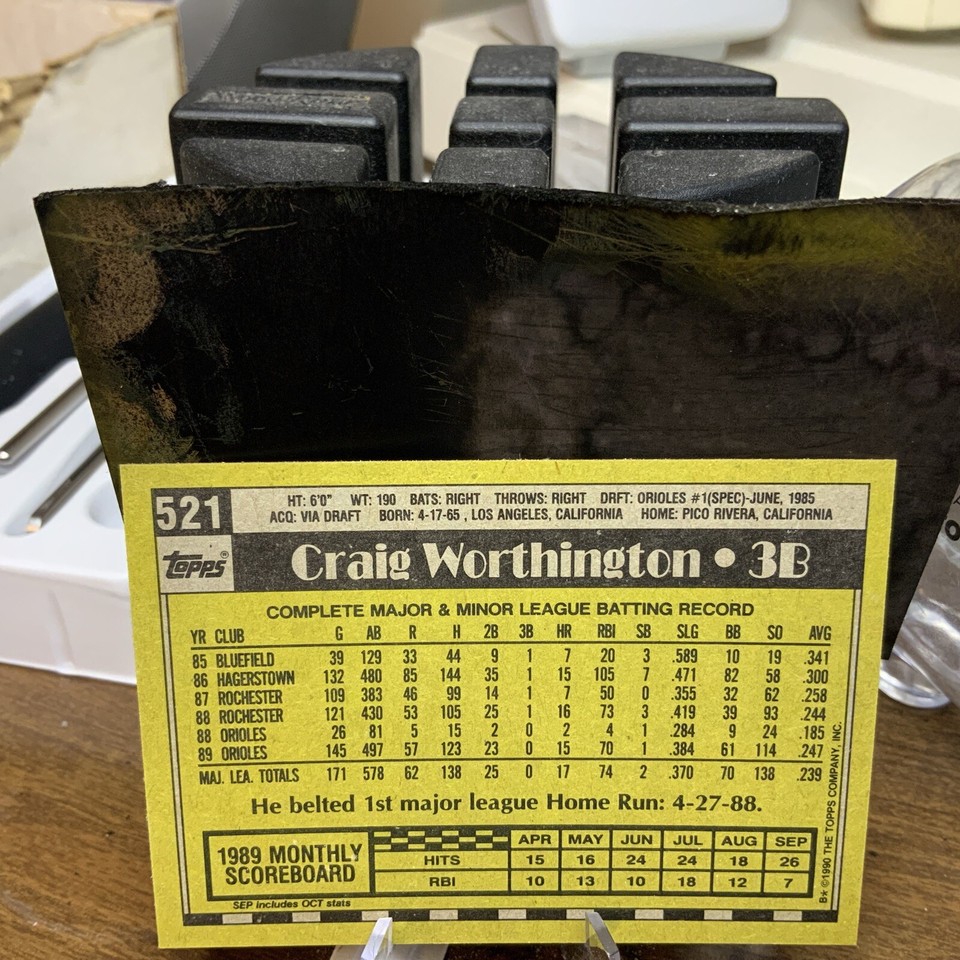 521
HT: 6'0" WT: 190 BATS: RIGHT THROWS: RIGHT DRFT: ORIOLES #1(SPEC)-JUNE, 1985
ACQ: VIA DRAFT BORN: 4-17-65 , LOS ANGELES, CALIFORNIA HOME: PICO RIVERA, CALIFORNIA
TOPPS®
Craig Worthington • 3B
COMPLETE MAJOR & MINOR LEAGUE BATTING RECORD
YR CLUB G AB R H 2B 3B HR RBI SB SLG BB SO AVG
85 BLUEFIELD 39 129 33 44 9 1 7 20 3 .589 10 19 .341
86 HAGERSTOWN 132 480 85 144 35 1 15 105 7 .471 82 58 .300
87 ROCHESTER 109 383 46 99 14 1 7 50 0 .355 32 62 .258
88 ROCHESTER 121 430 53 105 25 1 16 73 3 .419 39 93 .244
88 ORIOLES 26 81 5 15 2 0 2 4 1 .284 9 24 .185
89 ORIOLES 145 497 57 123 23 0 15 70 1 .384 61 114 .247
MAJ. LEA. TOTALS 171 578 62 138 25 0 17 74 2 .370 70 138 .239
He belted 1st major league Home Run: 4-27-88.
1989 MONTHLY
SCOREBOARD
APR MAY JUN JUL AUG SEP
HITS 15 16 24 24 18 26
RBI 10 13 10 18 12 7
SEP includes OCT stats
B* ©1990 THE TOPPS COMPANY, INC.